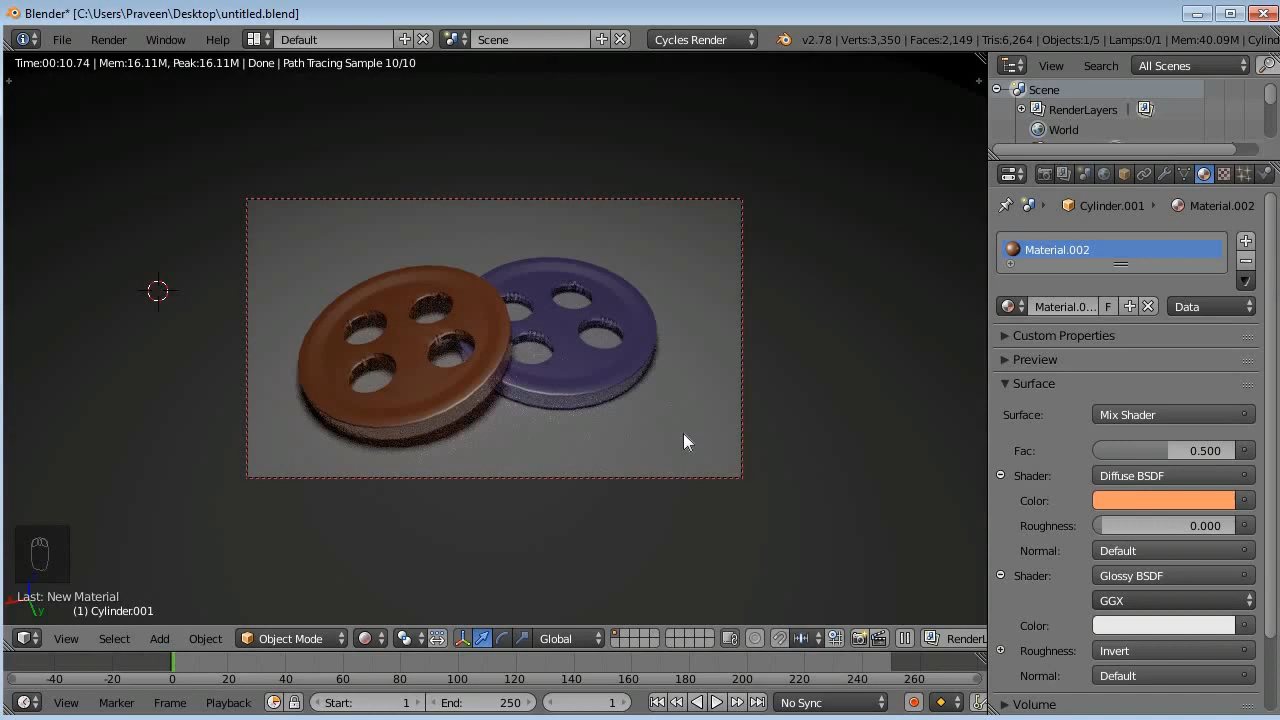 Blender* [C:\Users\Praveen\Desktop\untitled.blend]
File Render Window Help Default Scene Cycles Render v2.78 | Verts:3,350 | Faces:2,149 | Tris:6,264 | Objects:1/5 | Lamps:0/1 | Mem:40.09M | Cylind
Time:00:10.74 | Mem:16.11M, Peak:16.11M | Done | Path Tracing Sample 10/10
View Search All Scenes
Scene
RenderLayers
World
Cylinder.001 Material.002
Material.002
Material.0... F Data
Custom Properties
Preview
Surface
Surface: Mix Shader
Fac: 0.500
Shader: Diffuse BSDF
Color:
Roughness: 0.000
Normal: Default
Shader: Glossy BSDF
GGX
Color:
Roughness: Invert
Normal: Default
Volume
Last: New Material
y (1) Cylinder.001
View Select Add Object Object Mode Global RenderL
-40 -20 0 20 40 60 80 100 120 140 160 180 200 220 240 260
View Marker Frame Playback Start: 1 End: 250 1 No Sync